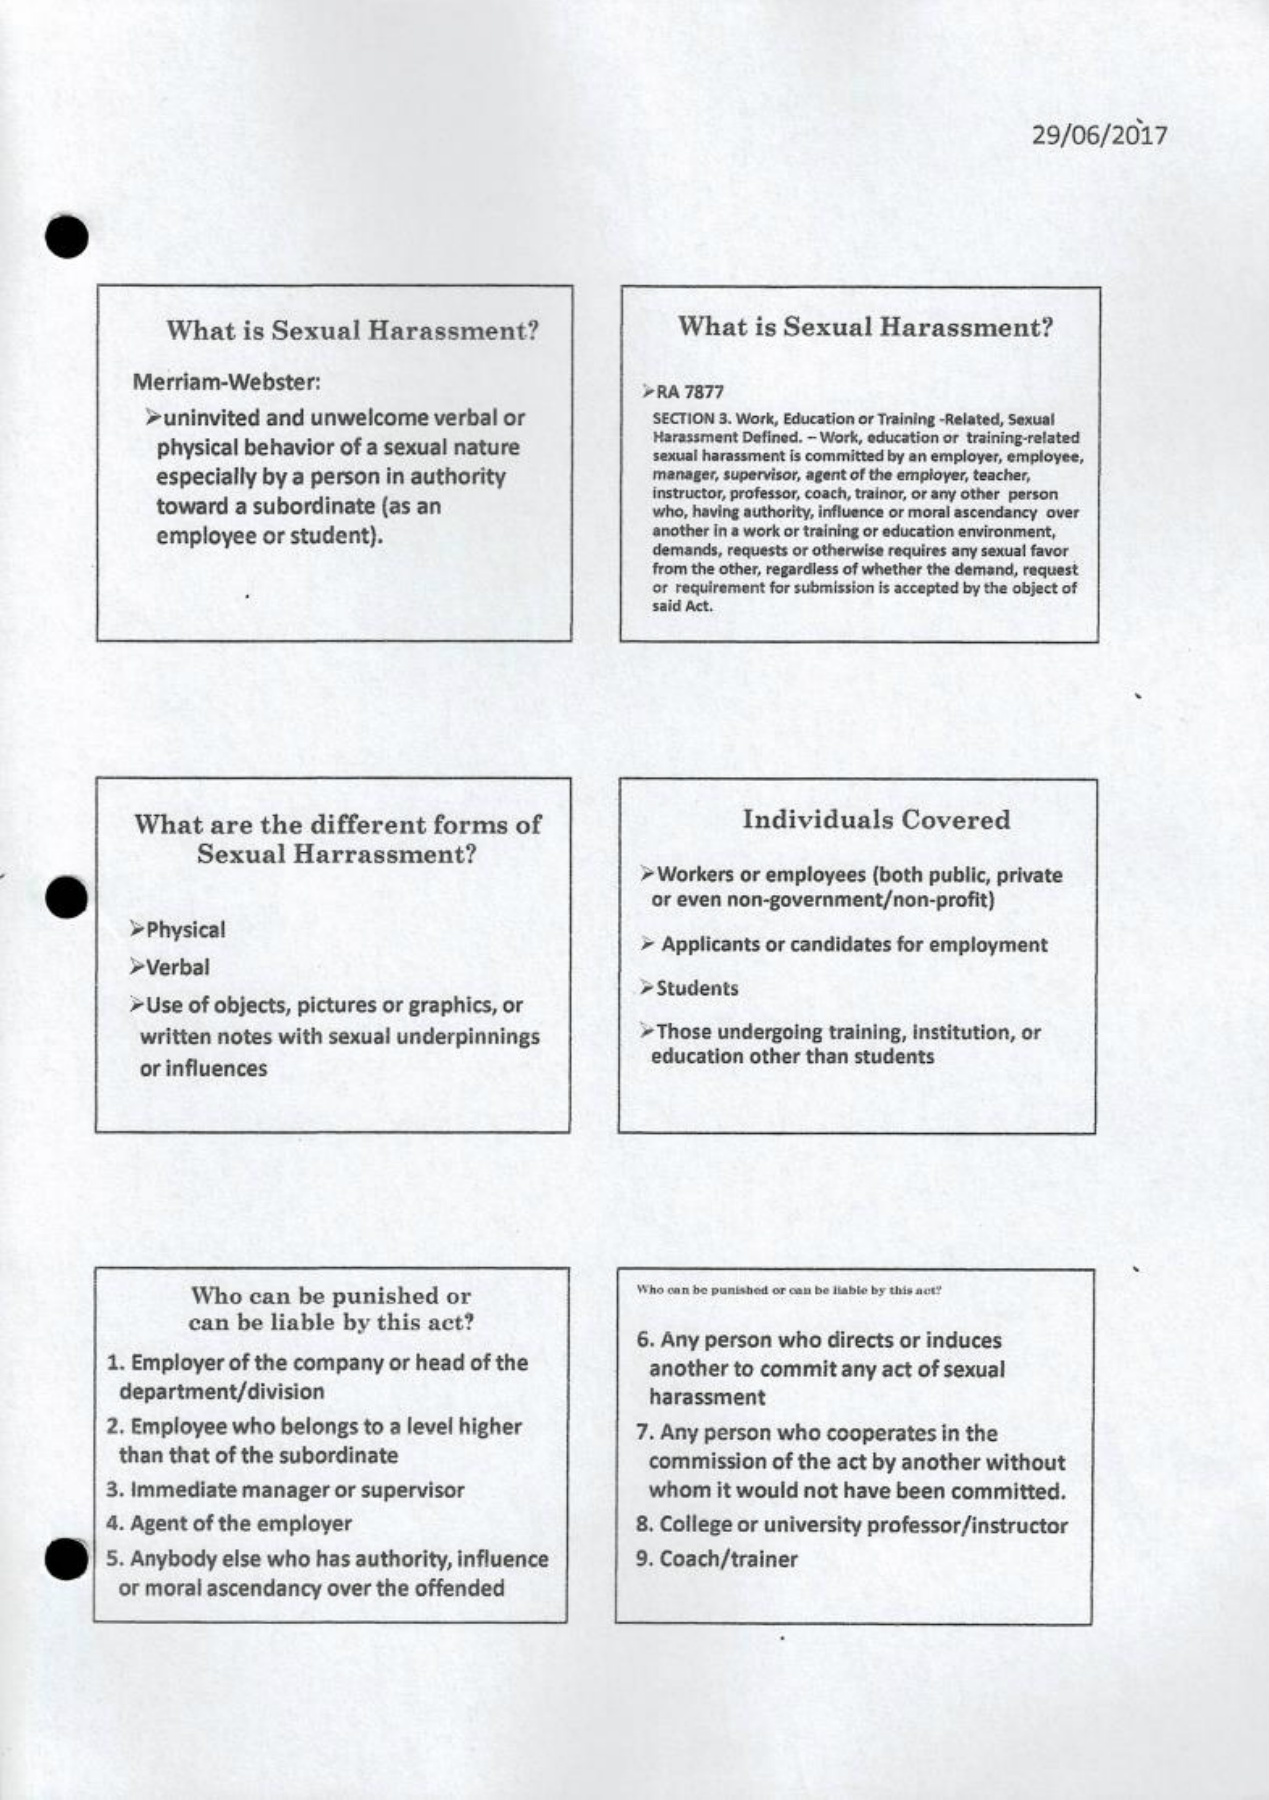 29/06/2017
What is Sexual Harassment?
Merriam-Webster:
➢uninvited and unwelcome verbal or
physical behavior of a sexual nature
especially by a person in authority
toward a subordinate (as an
employee or student).
What is Sexual Harassment?
➢RA 7877
SECTION 3. Work, Education or Training -Related, Sexual
Harassment Defined. – Work, education or training-related
sexual harassment is committed by an employer, employee,
manager, supervisor, agent of the employer, teacher,
instructor, professor, coach, trainor, or any other person
who, having authority, influence or moral ascendancy over
another in a work or training or education environment,
demands, requests or otherwise requires any sexual favor
from the other, regardless of whether the demand, request
or requirement for submission is accepted by the object of
said Act.
What are the different forms of
Sexual Harrassment?
➢Physical
➢Verbal
➢Use of objects, pictures or graphics, or
written notes with sexual underpinnings
or influences
Individuals Covered
➢Workers or employees (both public, private
or even non-government/non-profit)
➢ Applicants or candidates for employment
➢Students
➢Those undergoing training, institution, or
education other than students
Who can be punished or
can be liable by this act?
1. Employer of the company or head of the
department/division
2. Employee who belongs to a level higher
than that of the subordinate
3. Immediate manager or supervisor
4. Agent of the employer
5. Anybody else who has authority, influence
or moral ascendancy over the offended
Who can be punished or can be liable by this act?
6. Any person who directs or induces
another to commit any act of sexual
harassment
7. Any person who cooperates in the
commission of the act by another without
whom it would not have been committed.
8. College or university professor/instructor
9. Coach/trainer